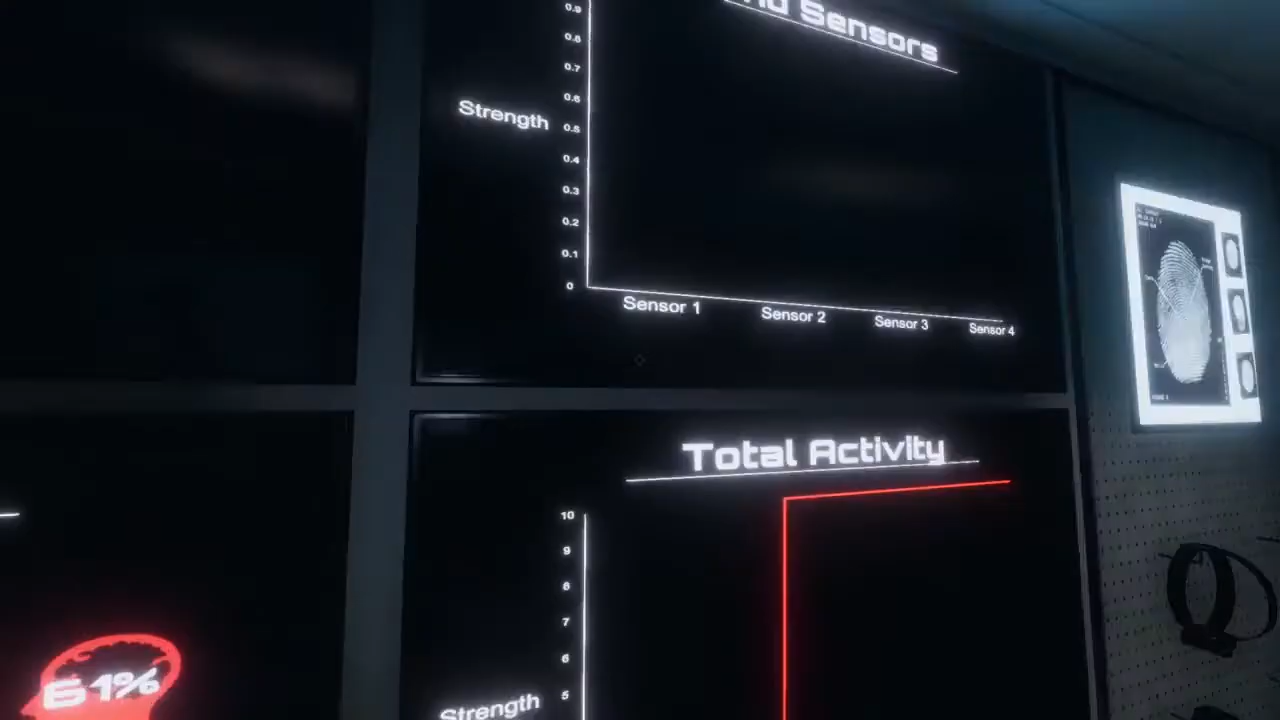 Sensors
0.9
0.8
0.7
0.6
Strength
0.5
0.4
0.3
0.2
0.1
0
Sensor 1
Sensor 2
Sensor 3
Sensor 4
Total Activity
10
9
8
7
6
5
Strength
61%